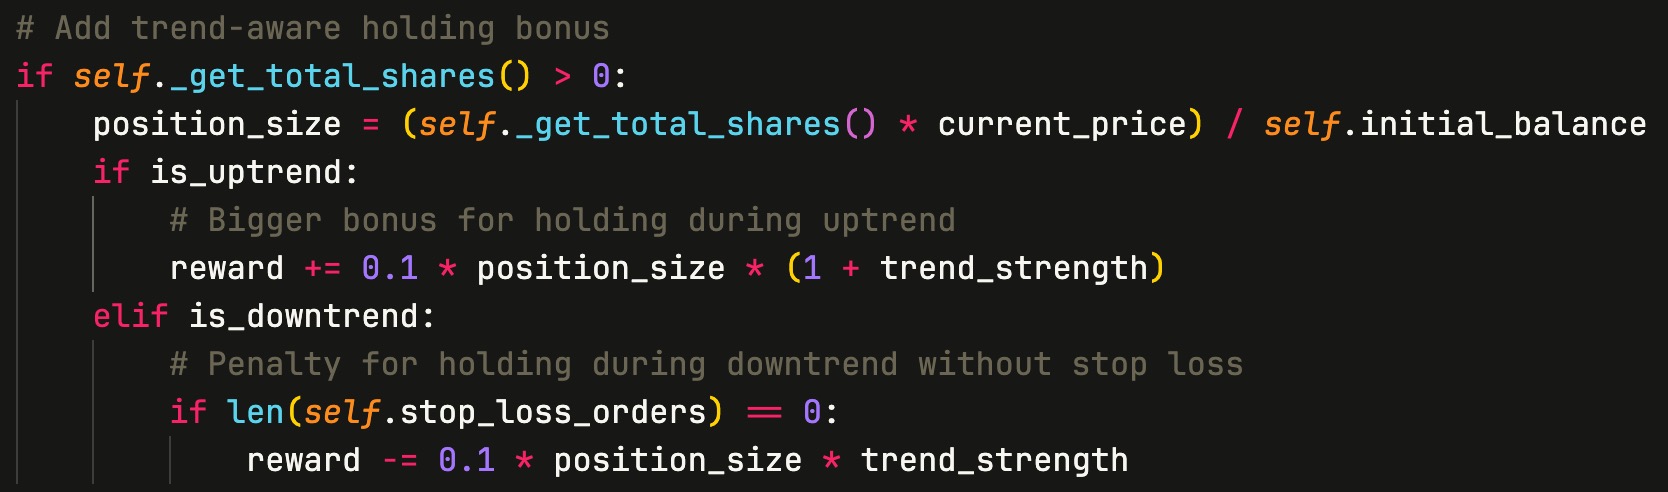 # Add trend-aware holding bonus
if self._get_total_shares() > 0:
    position_size = (self._get_total_shares() * current_price) / self.initial_balance
    if is_uptrend:
        # Bigger bonus for holding during uptrend
        reward += 0.1 * position_size * (1 + trend_strength)
    elif is_downtrend:
        # Penalty for holding during downtrend without stop loss
        if len(self.stop_loss_orders) == 0:
            reward -= 0.1 * position_size * trend_strength